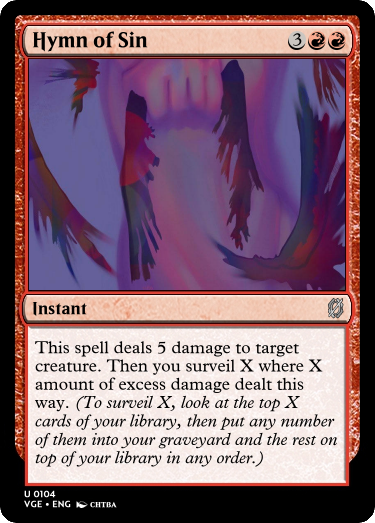 Hymn of Sin 3
Instant
This spell deals 5 damage to target
creature. Then you surveil X where X
amount of excess damage dealt this
way. (To surveil X, look at the top X
cards of your library, then put any number
of them into your graveyard and the rest on
top of your library in any order.)
U 0104
VGE • ENG CHTBA